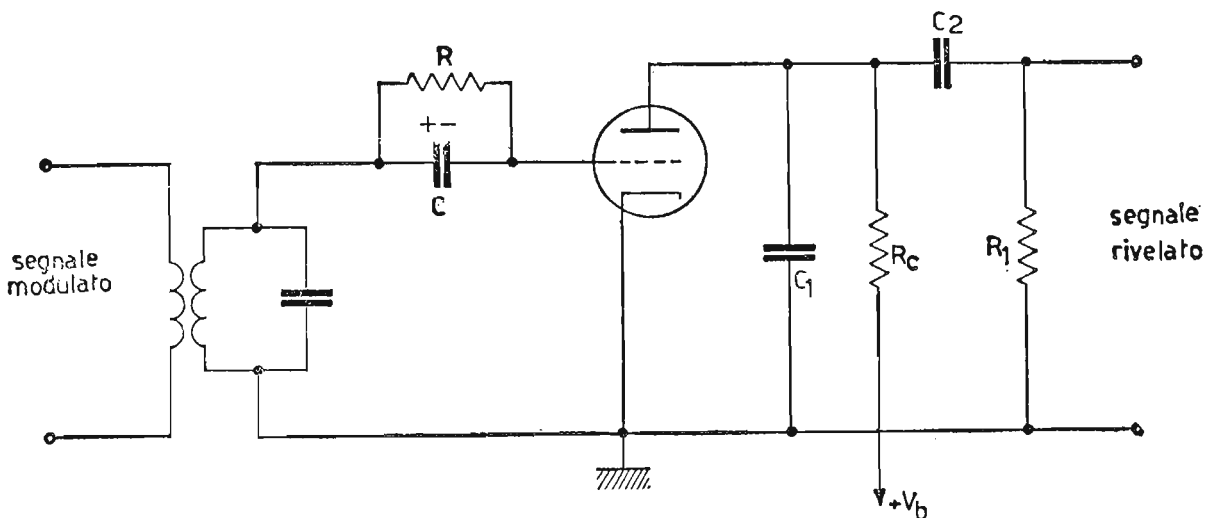 C2
R
+ -
C
segnale
modulato
C1
Rc
R1
segnale
rivelato
+Vb